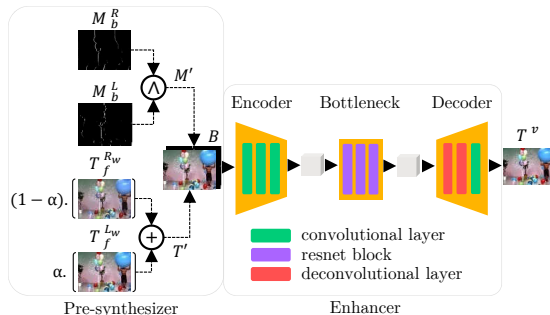 M_b^R
M_b^L
∧
M'
T_f^{R_w}
(1 − α).
T_f^{L_w}
+
α.
T'
B
Pre-synthesizer
Encoder
Bottleneck
Decoder
T^v
convolutional layer
resnet block
deconvolutional layer
Enhancer